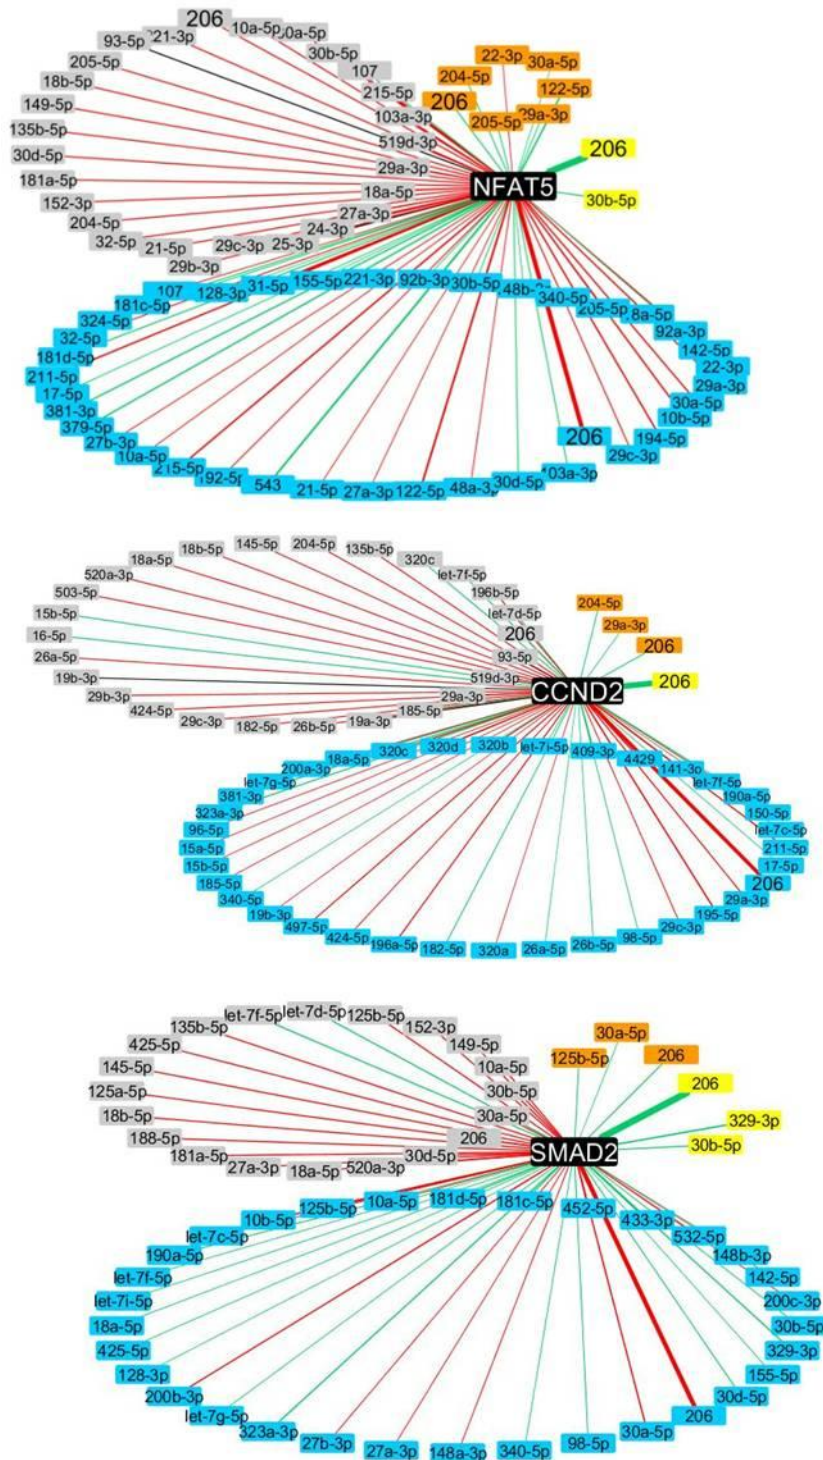 206
10a-5p
30a-5p
93-5p
221-3p
30b-5p
205-5p
107
18b-5p
215-5p
149-5p
103a-3p
135b-5p
519d-3p
30d-5p
29a-3p
181a-5p
18a-5p
152-3p
27a-3p
204-5p
24-3p
32-5p
21-5p
29c-3p
25-3p
29b-3p
22-3p
30a-5p
204-5p
122-5p
206
205-5p
29a-3p
206
NFAT5
30b-5p
107
128-3p
31-5p
155-5p
221-3p
92b-3p
30b-5p
340-5p
205-5p
18a-5p
181c-5p
92a-3p
324-5p
142-5p
32-5p
22-3p
181d-5p
29a-3p
211-5p
30a-5p
17-5p
10b-5p
381-3p
194-5p
379-5p
206
27b-3p
29c-3p
10a-5p
215-5p
192-5p
543
21-5p
27a-3p
122-5p
48a-3p
30d-5p
103a-3p
145-5p
204-5p
135b-5p
18b-5p
320c
18a-5p
let-7f-5p
520a-3p
196b-5p
503-5p
let-7d-5p
15b-5p
206
16-5p
93-5p
26a-5p
519d-3p
19b-3p
29a-3p
29b-3p
185-5p
424-5p
19a-3p
29c-3p
182-5p
26b-5p
204-5p
29a-3p
206
206
CCND2
320c
320d
320b
let-7i-5p
409-3p
4429
141-3p
18a-5p
let-7f-5p
200a-3p
190a-5p
let-7g-5p
150-5p
381-3p
let-7c-5p
323a-3p
211-5p
96-5p
17-5p
15a-5p
206
15b-5p
29a-3p
185-5p
195-5p
340-5p
29c-3p
19b-3p
98-5p
497-5p
26b-5p
424-5p
26a-5p
196a-5p
182-5p
320a
let-7f-5p
let-7d-5p
125b-5p
135b-5p
152-3p
425-5p
149-5p
145-5p
10a-5p
125a-5p
30b-5p
18b-5p
30a-5p
188-5p
206
181a-5p
30d-5p
27a-3p
18a-5p
520a-3p
30a-5p
125b-5p
206
206
329-3p
30b-5p
SMAD2
10b-5p
125b-5p
10a-5p
181d-5p
181c-5p
452-5p
433-3p
532-5p
let-7c-5p
148b-3p
190a-5p
142-5p
let-7f-5p
200c-3p
let-7i-5p
30b-5p
18a-5p
329-3p
425-5p
155-5p
128-3p
30d-5p
200b-3p
206
let-7g-5p
30a-5p
323a-3p
98-5p
27b-3p
340-5p
27a-3p
148a-3p